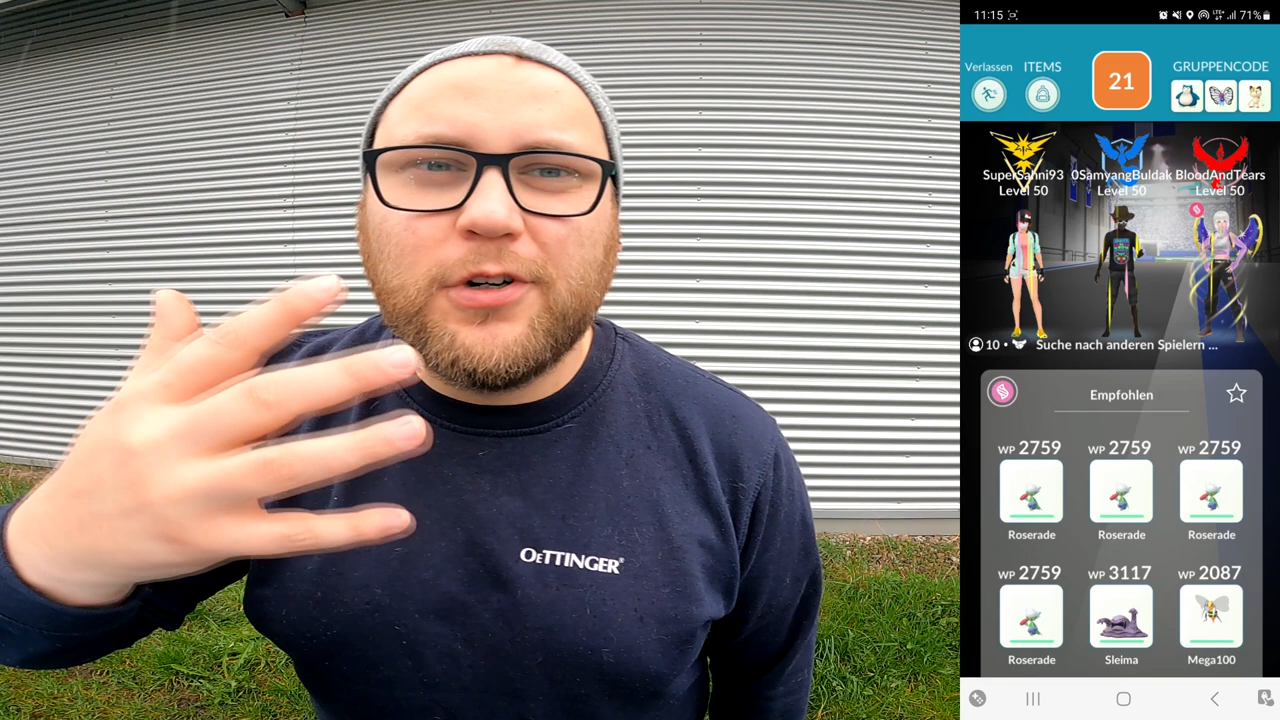 OeTTINGER®
11:15
LTE+ 71%
Verlassen
ITEMS
21
GRUPPENCODE
SuperSanni93
Level 50
0SamyangBuldak
Level 50
BloodAndTears
Level 50
10 • Suche nach anderen Spielern ...
Empfohlen
WP 2759
WP 2759
WP 2759
Roserade
Roserade
Roserade
WP 2759
WP 3117
WP 2087
Roserade
Sleima
Mega100